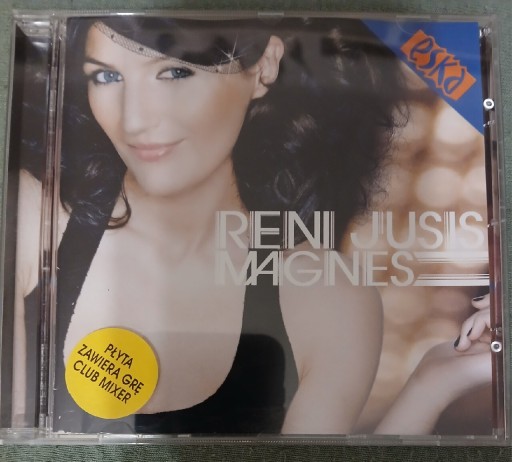 eska
RENI JUSIS
MAGNES
PŁYTA
ZAWIERA GRĘ
CLUB MIXER